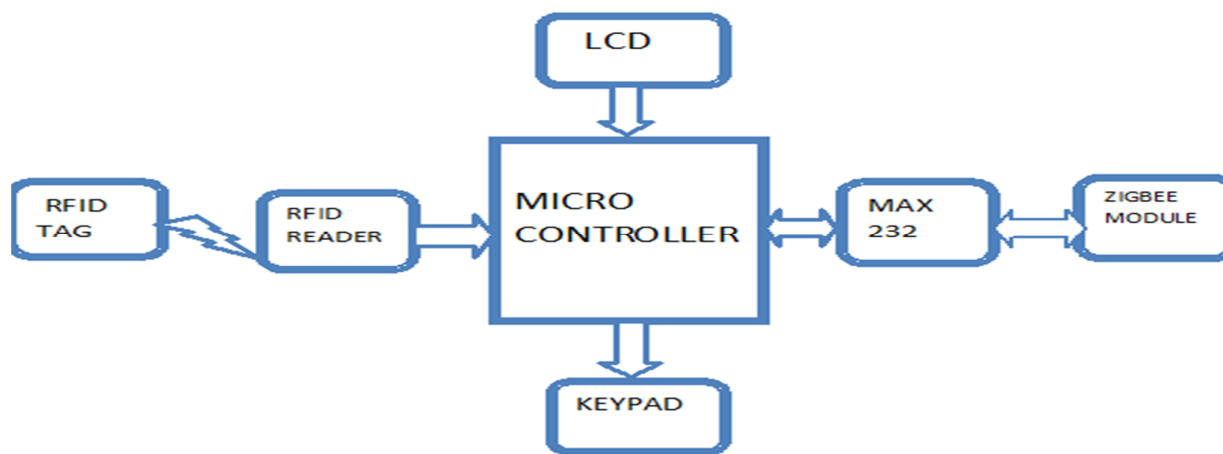 LCD
RFID
TAG
RFID
READER
MICRO
CONTROLLER
MAX
232
ZIGBEE
MODULE
KEYPAD